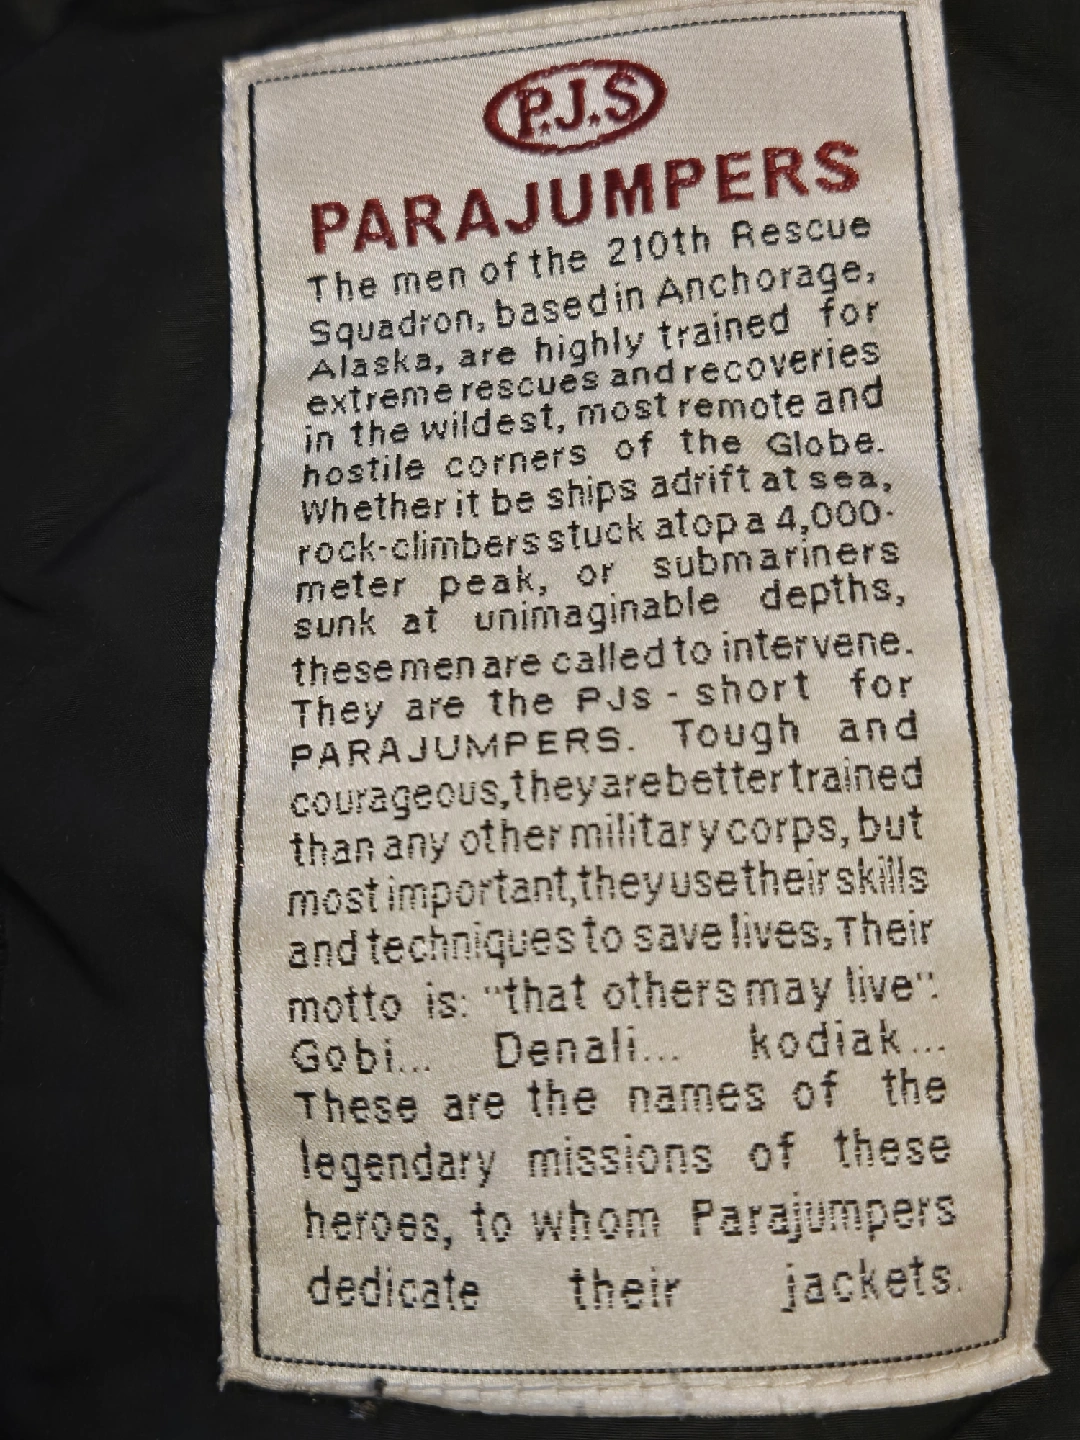 P.J.S
PARAJUMPERS
The men of the 210th Rescue
Squadron, based in Anchorage,
Alaska, are highly trained for
extreme rescues and recoveries
in the wildest, most remote and
hostile corners of the Globe.
Whether it be ships adrift at sea,
rock-climbers stuck atop a 4,000-
meter peak, or submariners
sunk at unimaginable depths,
these men are called to intervene.
They are the PJs - short for
PARAJUMPERS. Tough and
courageous, they are better trained
than any other military corps, but
most important, they use their skills
and techniques to save lives, Their
motto is: "that others may live".
Gobi... Denali... kodiak...
These are the names of the
legendary missions of these
heroes, to whom Parajumpers
dedicate their jackets.